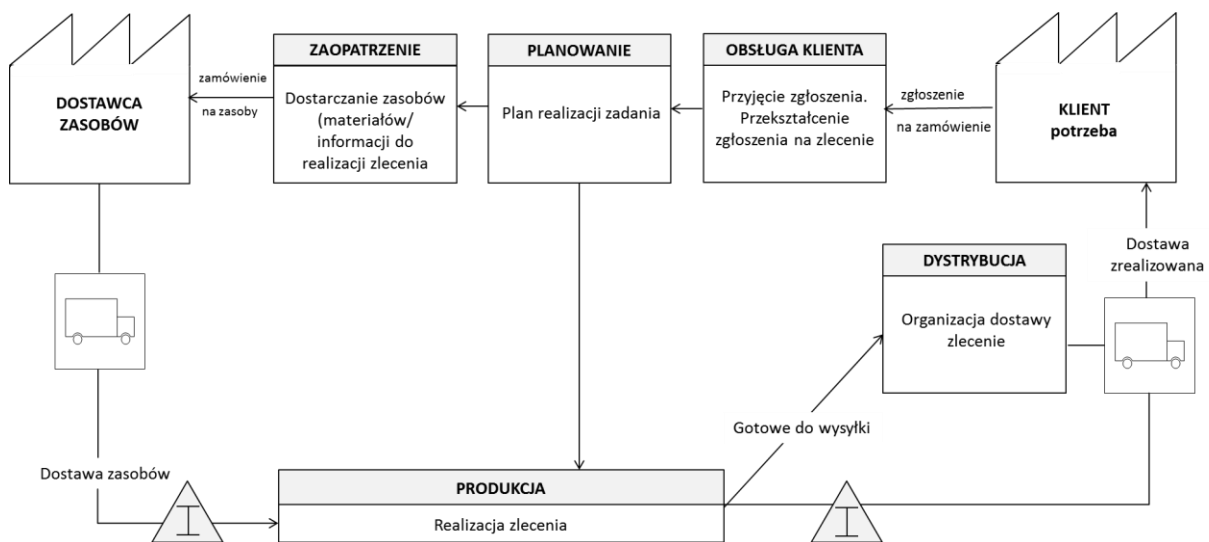 DOSTAWCA
ZASOBÓW
zamówienie
na zasoby
ZAOPATRZENIE
Dostarczanie zasobów
(materiałów/
informacji do
realizacji zlecenia
PLANOWANIE
Plan realizacji zadania
OBSŁUGA KLIENTA
Przyjęcie zgłoszenia.
Przekształcenie
zgłoszenia na zlecenie
zgłoszenie
na zamówienie
KLIENT
potrzeba
DYSTRYBUCJA
Organizacja dostawy
zlecenie
Dostawa
zrealizowana
Gotowe do wysyłki
Dostawa zasobów
I
PRODUKCJA
Realizacja zlecenia
I